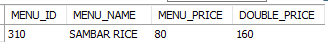 MENU_ID MENU_NAME MENU_PRICE DOUBLE_PRICE
310 SAMBAR RICE 80 160